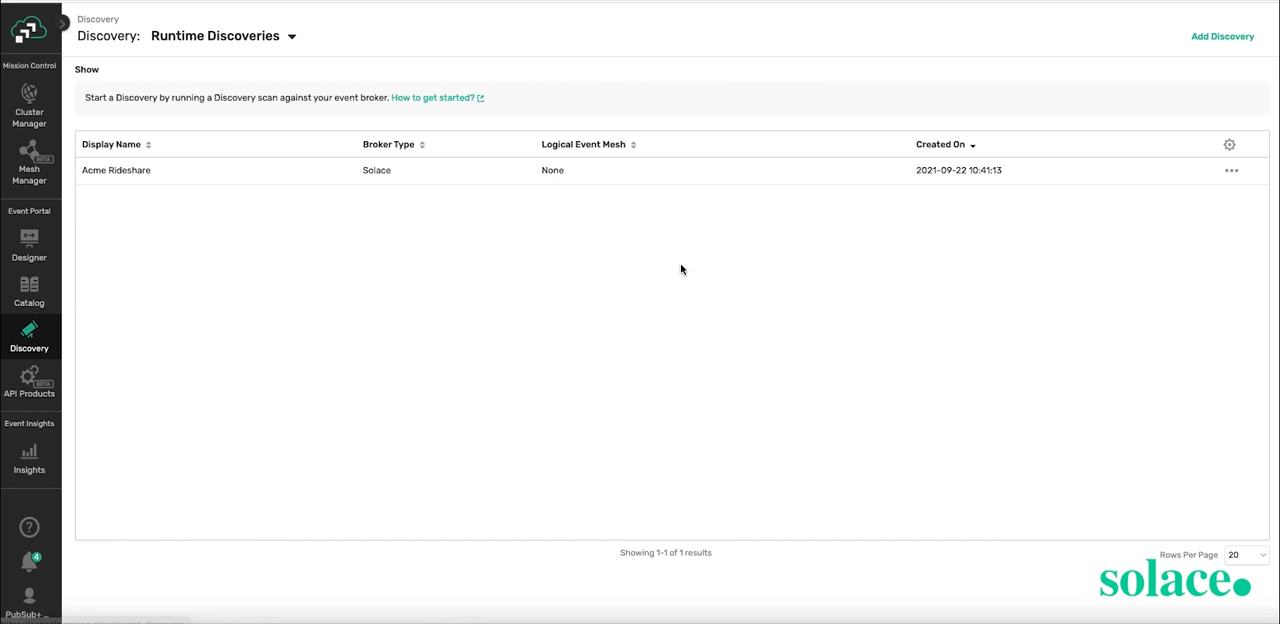 Discovery
Discovery: Runtime Discoveries
Add Discovery
Mission Control
Cluster
Manager
BETA
Mesh
Manager
Event Portal
Designer
Catalog
Discovery
BETA
API Products
Event Insights
Insights
4
PubSub+ ...
Show
Start a Discovery by running a Discovery scan against your event broker. How to get started?
Display Name Broker Type Logical Event Mesh Created On
Acme Rideshare Solace None 2021-09-22 10:41:13
Showing 1-1 of 1 results
Rows Per Page 20
solace.